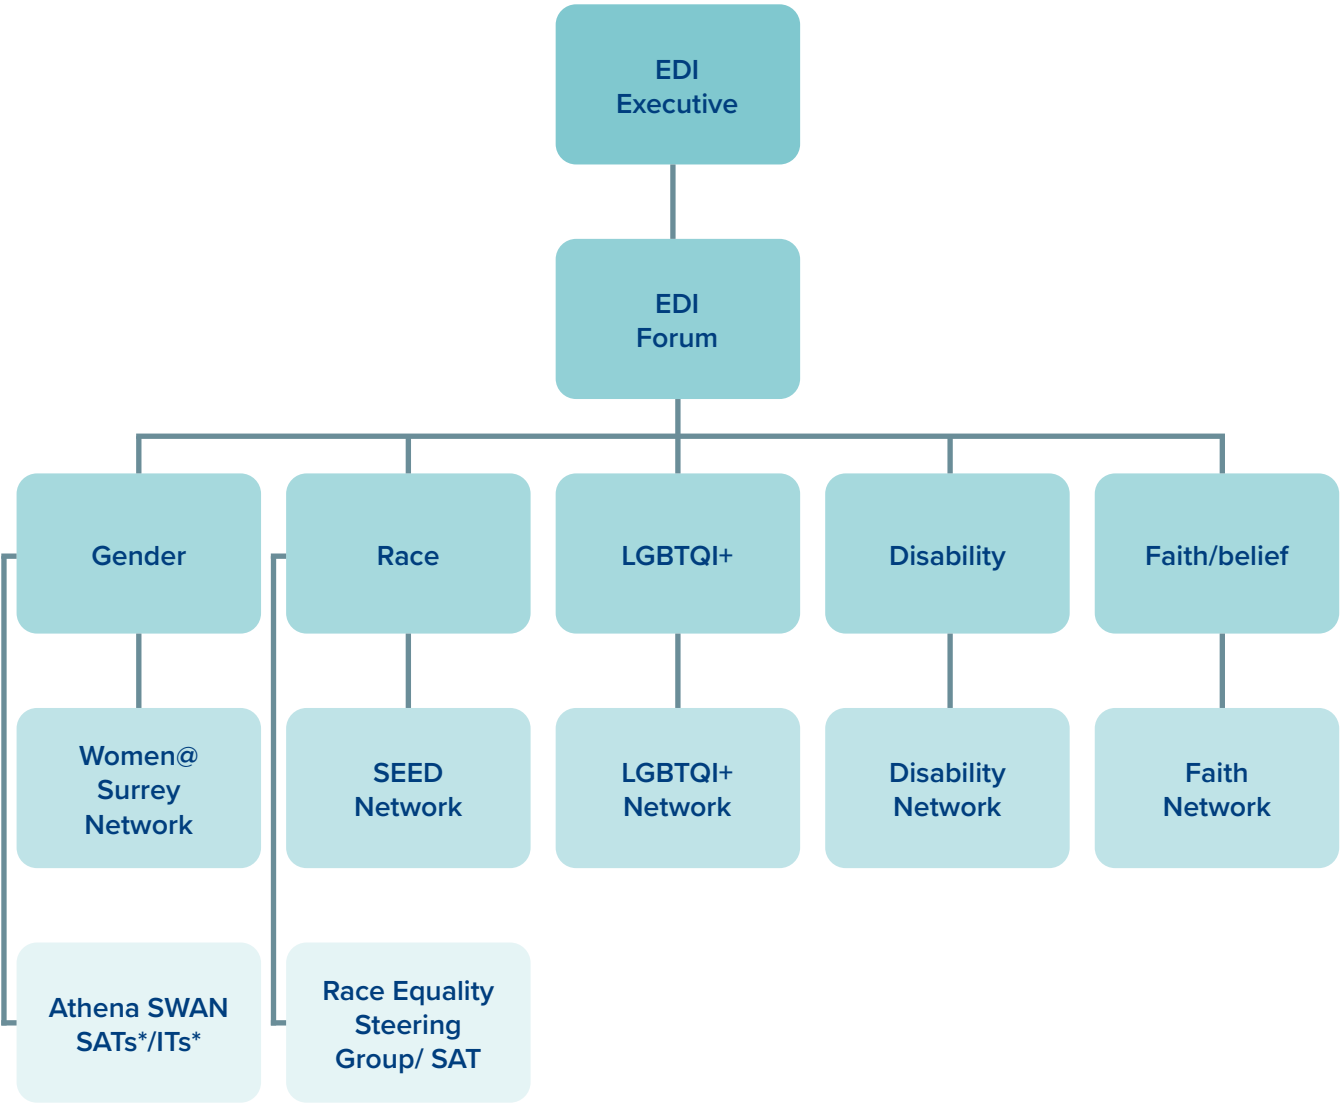 EDI
Executive
EDI
Forum
Gender
Race
LGBTQI+
Disability
Faith/belief
Women@
Surrey
Network
SEED
Network
LGBTQI+
Network
Disability
Network
Faith
Network
Athena SWAN
SATs*/ITs*
Race Equality
Steering
Group/ SAT